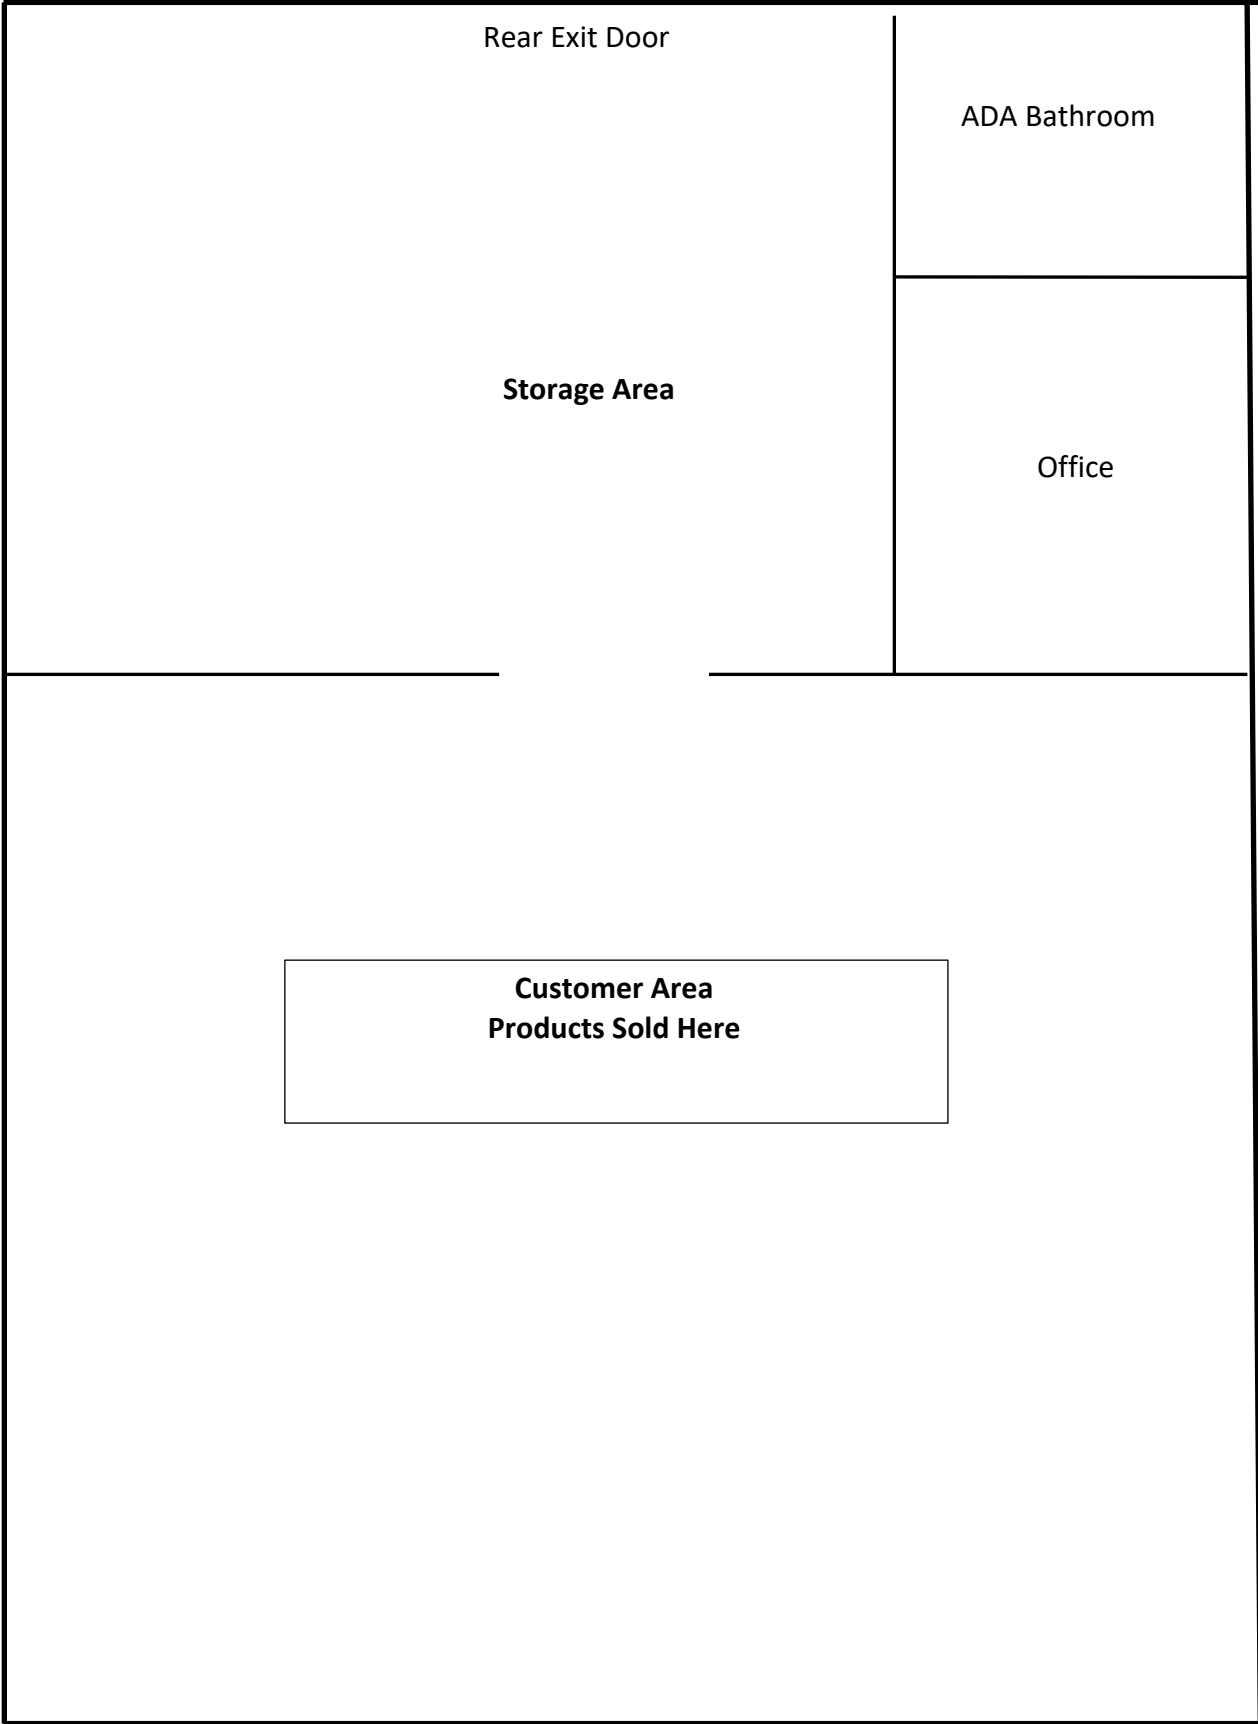 Rear Exit Door
ADA Bathroom
Storage Area
Office
Customer Area
Products Sold Here